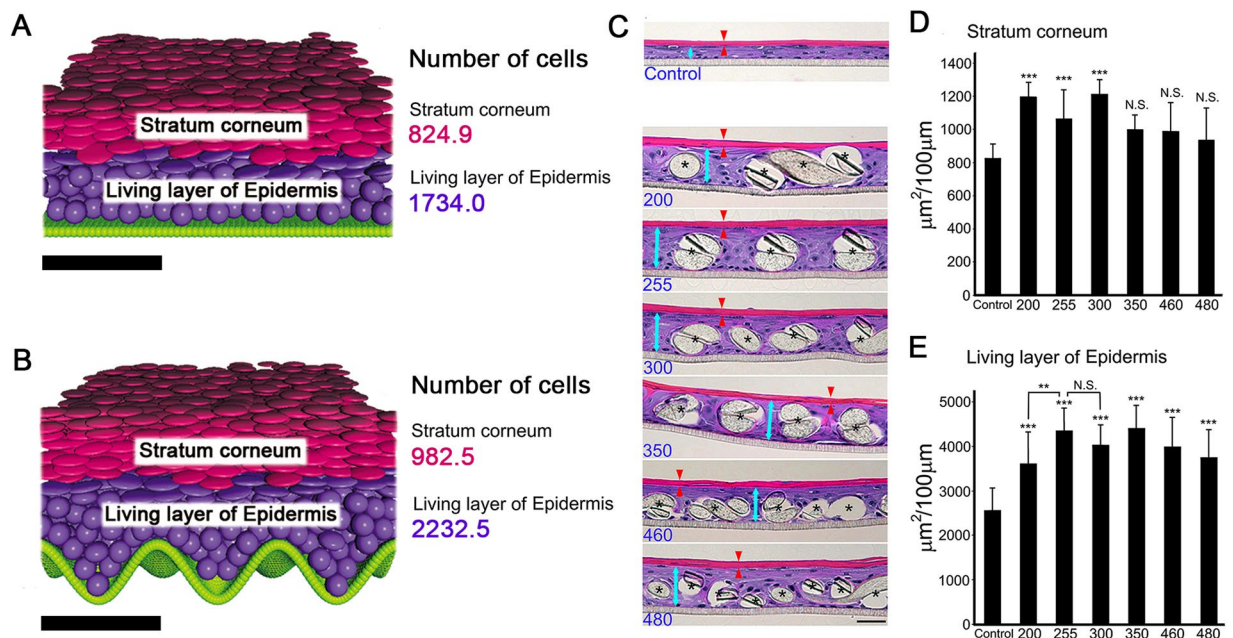 A
Stratum corneum
Living layer of Epidermis
Number of cells
Stratum corneum
824.9
Living layer of Epidermis
1734.0
B
Stratum corneum
Living layer of Epidermis
Number of cells
Stratum corneum
982.5
Living layer of Epidermis
2232.5
C
Control
200
*
*
*
*
255
*
*
*
300
*
*
*
*
350
*
*
*
*
460
*
*
*
*
*
*
480
*
*
*
*
*
*
*
D
Stratum corneum
μm²/100μm
1400
1200
1000
800
600
400
200
0
*** *** *** N.S. N.S. N.S.
Control 200 255 300 350 460 480
E
Living layer of Epidermis
μm²/100μm
5000
4000
3000
2000
1000
0
** N.S.
*** *** *** *** *** ***
Control 200 255 300 350 460 480